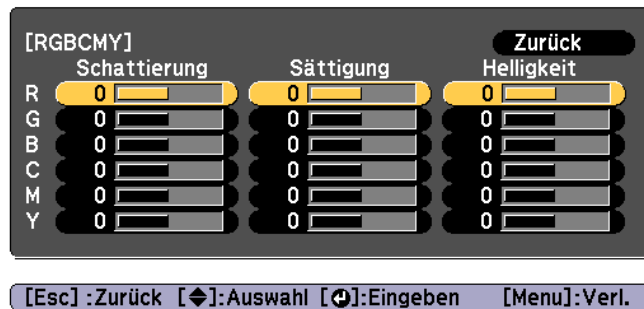 [RGBCMY] Zurück
Schattierung Sättigung Helligkeit
R 0 0 0
G 0 0 0
B 0 0 0
C 0 0 0
M 0 0 0
Y 0 0 0
[Esc] :Zurück [◆]:Auswahl [↵]:Eingeben [Menu]:Verl.